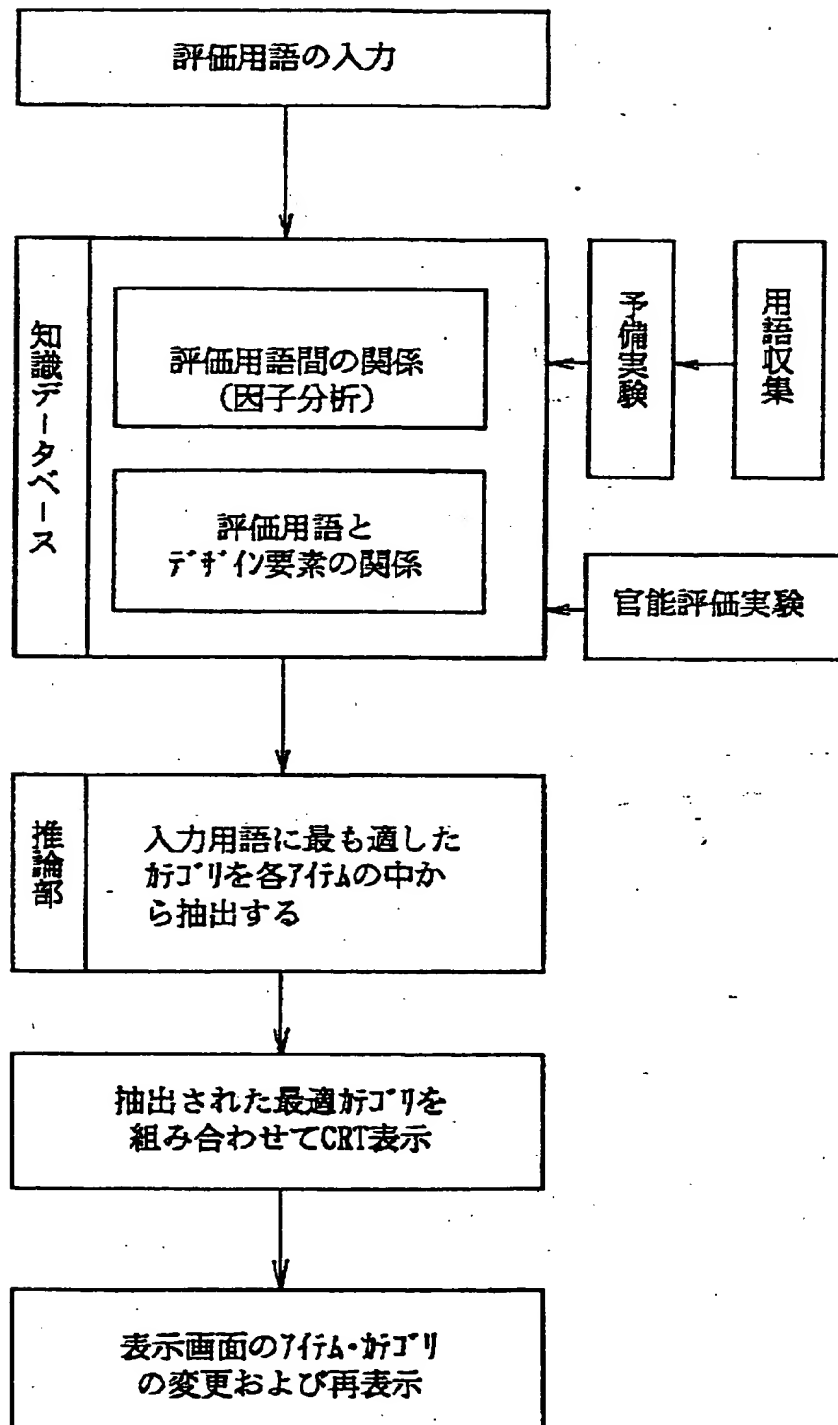 評価用語の入力
知識データベース
評価用語間の関係
(因子分析)
評価用語と
ﾃﾞｻﾞｲﾝ要素の関係
予備実験
用語収集
官能評価実験
推論部
入力用語に最も適した
ｶﾃｺﾞﾘを各ｱｲﾃﾑの中か
ら抽出する
抽出された最適ｶﾃｺﾞﾘを
組み合わせてCRT表示
表示画面のｱｲﾃﾑ・ｶﾃｺﾞﾘ
の変更および再表示